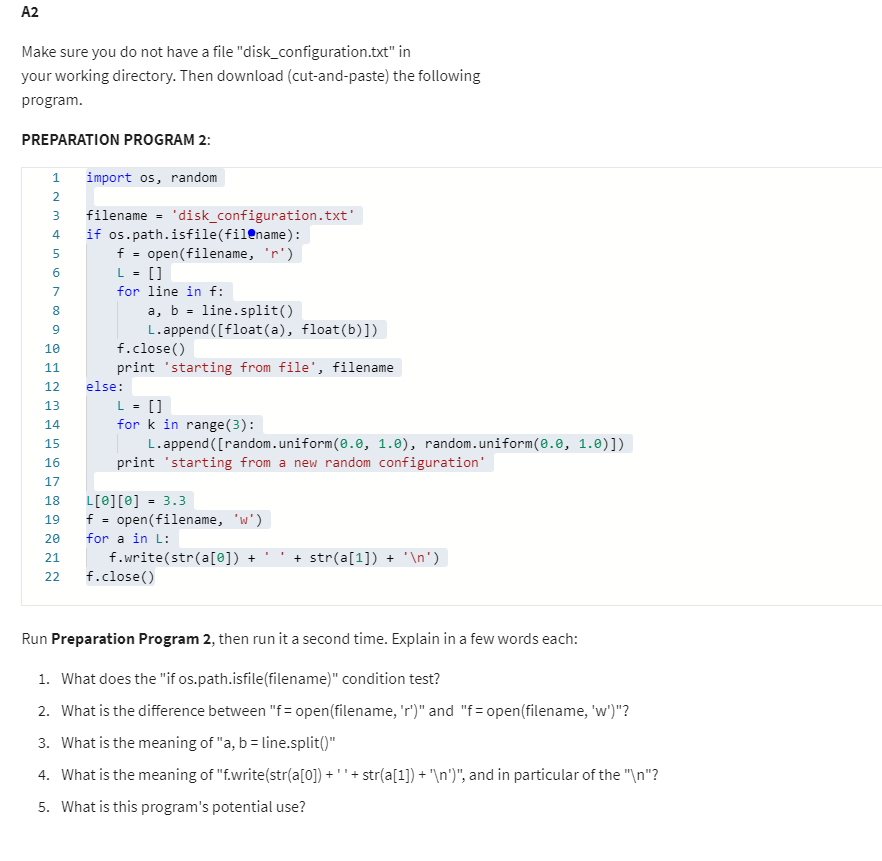 A2
Make sure you do not have a file "disk_configuration.txt" in
your working directory. Then download (cut-and-paste) the following
program.
PREPARATION PROGRAM 2:
1 import os, random
2
3 filename = 'disk_configuration.txt'
4 if os.path.isfile(filename):
5     f = open(filename, 'r')
6     L = []
7     for line in f:
8         a, b = line.split()
9         L.append([float(a), float(b)])
10     f.close()
11     print 'starting from file', filename
12 else:
13     L = []
14     for k in range(3):
15         L.append([random.uniform(0.0, 1.0), random.uniform(0.0, 1.0)])
16     print 'starting from a new random configuration'
17
18 L[0][0] = 3.3
19 f = open(filename, 'w')
20 for a in L:
21    f.write(str(a[0]) + ' ' + str(a[1]) + '\n')
22 f.close()
Run Preparation Program 2, then run it a second time. Explain in a few words each:
1. What does the "if os.path.isfile(filename)" condition test?
2. What is the difference between "f = open(filename, 'r')" and "f = open(filename, 'w')"?
3. What is the meaning of "a, b = line.split()"
4. What is the meaning of "f.write(str(a[0]) + ' ' + str(a[1]) + '\n')", and in particular of the "\n"?
5. What is this program's potential use?